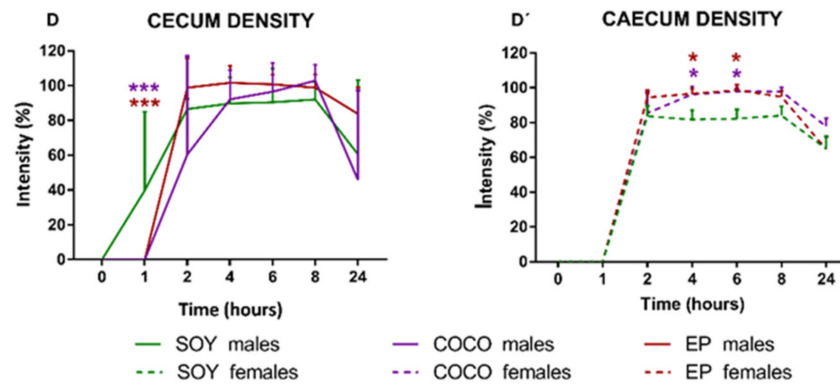 D CECUM DENSITY
120
100
80
60
40
20
0
Intensity (%)
***
***
0 1 2 4 6 8 24
Time (hours)
D´ CAECUM DENSITY
120
100
80
60
40
20
0
Intensity (%)
* *
* *
0 1 2 4 6 8 24
Time (hours)
SOY males COCO males EP males
SOY females COCO females EP females